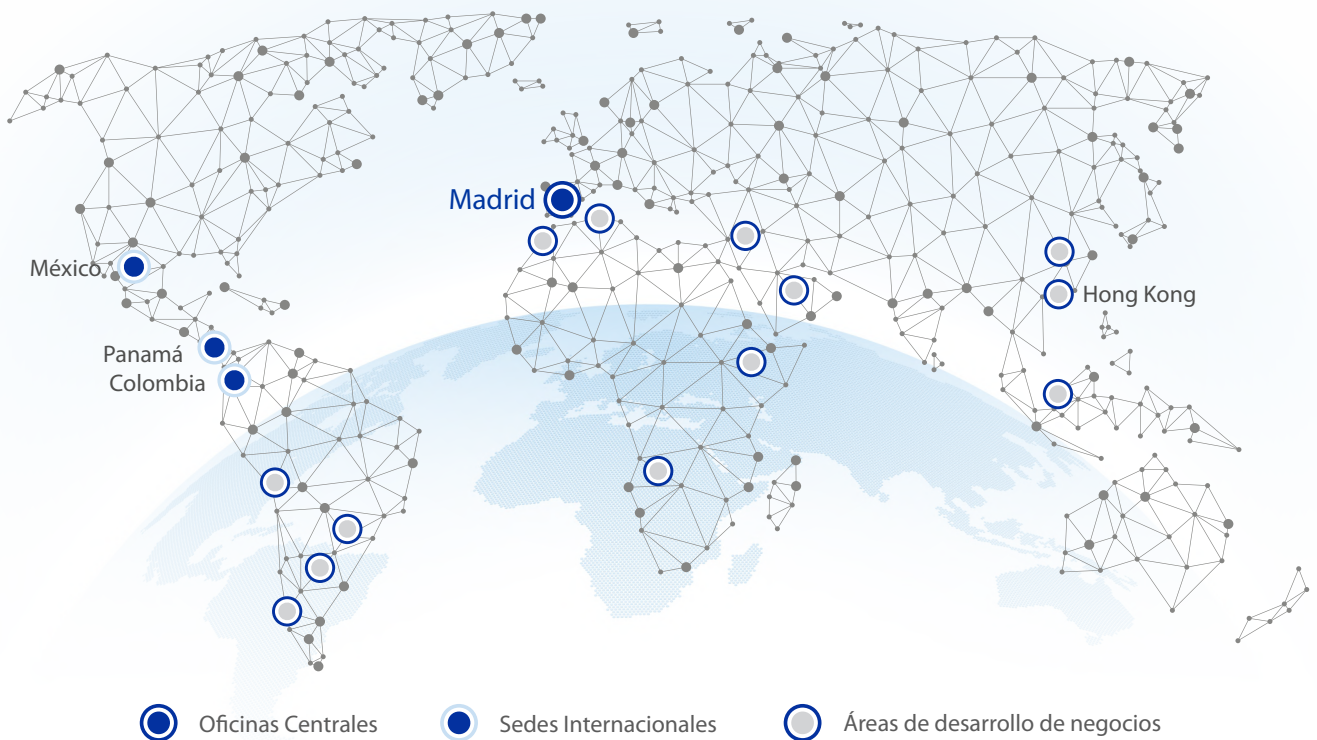 Madrid
México
Hong Kong
Panamá
Colombia
Oficinas Centrales
Sedes Internacionales
Áreas de desarrollo de negocios